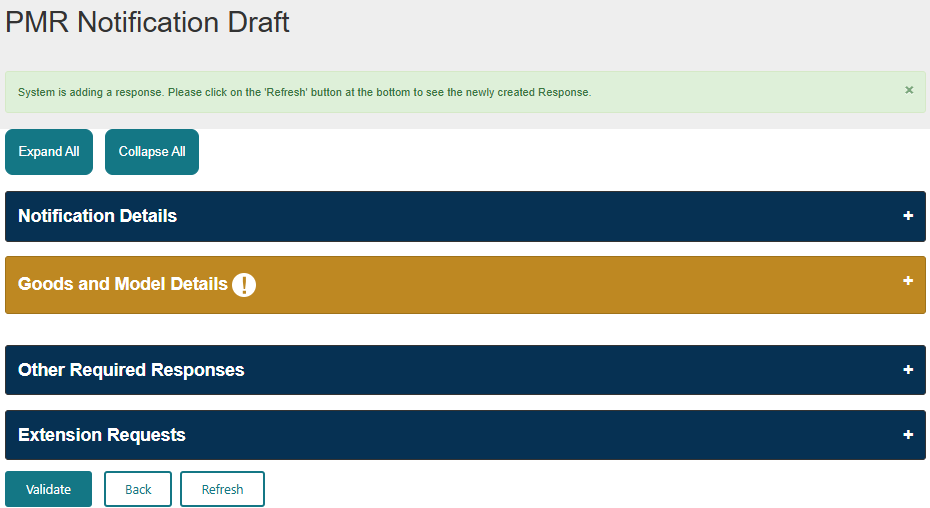 PMR Notification Draft
System is adding a response. Please click on the 'Refresh' button at the bottom to see the newly created Response. ×
Expand All Collapse All
Notification Details +
Goods and Model Details ! +
Other Required Responses +
Extension Requests +
Validate Back Refresh